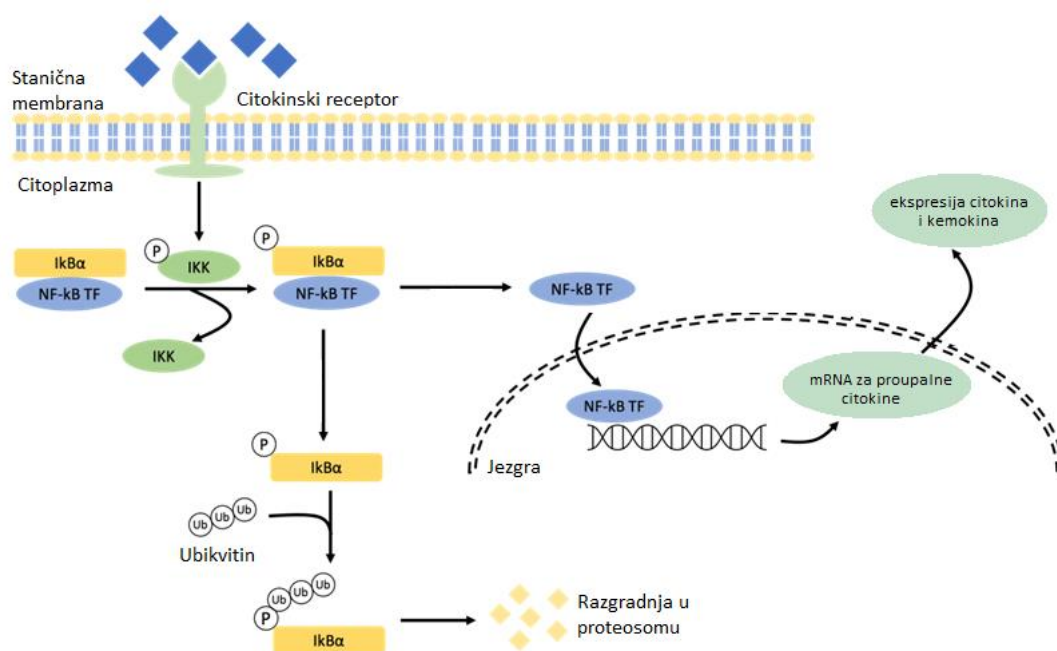 Stanična
membrana
Citokinski receptor
Citoplazma
ekspresija citokina
i kemokina
P
IkBα
NF-kB TF
P
IKK
IKK
P
IkBα
NF-kB TF
NF-kB TF
NF-kB TF
mRNA za proupalne
citokine
Jezgra
P
IkBα
Ub Ub Ub
Ubikvitin
Ub Ub Ub
P
IkBα
Razgradnja u
proteosomu